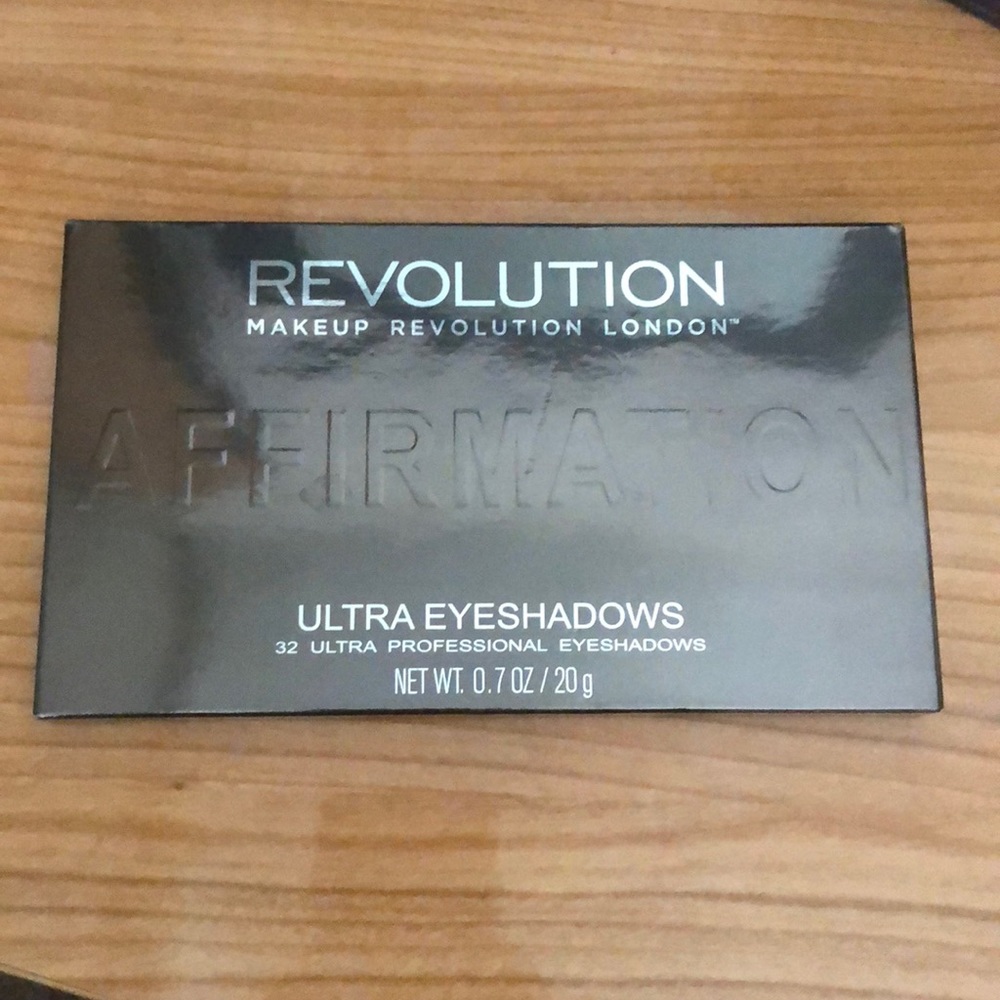 REVOLUTION
MAKEUP REVOLUTION LONDON™
AFFIRMATION
ULTRA EYESHADOWS
32 ULTRA PROFESSIONAL EYESHADOWS
NET WT. 0.7 OZ / 20 g